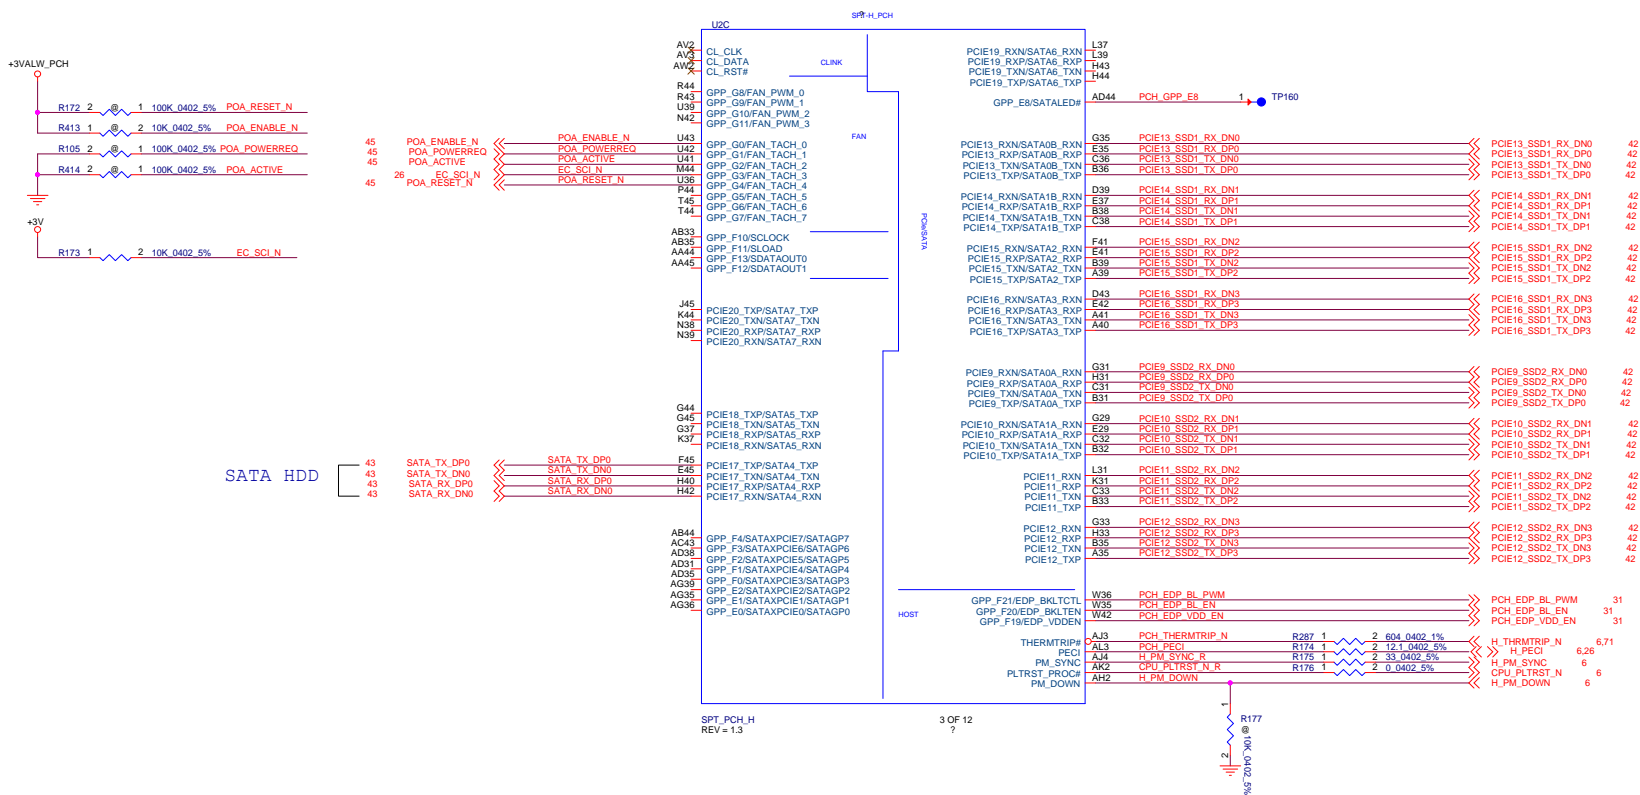 SPT-H_PCH
U2C
+3VALW_PCH
R172 2 @ 1 100K_0402_5% POA_RESET_N
R413 1 @ 2 10K_0402_5% POA_ENABLE_N
R105 2 @ 1 100K_0402_5% POA_POWERREQ
R414 1 @ 2 100K_0402_5% POA_ACTIVE
+3V
R173 1 2 10K_0402_5% EC_SCI_N
AV2 CL_CLK
AV3 CL_DATA
AW2 CL_RST#
CLINK
R44 GPP_G8/FAN_PWM_0
R43 GPP_G9/FAN_PWM_1
U39 GPP_G10/FAN_PWM_2
N42 GPP_G11/FAN_PWM_3
FAN
45 POA_ENABLE_N POA_ENABLE_N U43 GPP_G0/FAN_TACH_0
45 POA_POWERREQ POA_POWERREQ U42 GPP_G1/FAN_TACH_1
45 POA_ACTIVE POA_ACTIVE U41 GPP_G2/FAN_TACH_2
26 EC_SCI_N EC_SCI_N M44 GPP_G3/FAN_TACH_3
45 POA_RESET_N POA_RESET_N U36 GPP_G4/FAN_TACH_4
P44 GPP_G5/FAN_TACH_5
T45 GPP_G6/FAN_TACH_6
T44 GPP_G7/FAN_TACH_7
AB33 GPP_F10/SCLOCK
AB35 GPP_F11/SLOAD
AA44 GPP_F13/SDATAOUT0
AA45 GPP_F12/SDATAOUT1
PCIe/SATA
J45 PCIE20_TXP/SATA7_TXP
K44 PCIE20_TXN/SATA7_TXN
N38 PCIE20_RXP/SATA7_RXP
N39 PCIE20_RXN/SATA7_RXN
G44 PCIE18_TXP/SATA5_TXP
G45 PCIE18_TXN/SATA5_TXN
G37 PCIE18_RXP/SATA5_RXP
K37 PCIE18_RXN/SATA5_RXN
SATA HDD
43 SATA_TX_DP0 SATA_TX_DP0 F45 PCIE17_TXP/SATA4_TXP
43 SATA_TX_DN0 SATA_TX_DN0 E45 PCIE17_TXN/SATA4_TXN
43 SATA_RX_DP0 SATA_RX_DP0 H40 PCIE17_RXP/SATA4_RXP
43 SATA_RX_DN0 SATA_RX_DN0 H42 PCIE17_RXN/SATA4_RXN
AB44 GPP_F4/SATAXPCIE7/SATAGP7
AC43 GPP_F3/SATAXPCIE6/SATAGP6
AD38 GPP_F2/SATAXPCIE5/SATAGP5
AD31 GPP_F1/SATAXPCIE4/SATAGP4
AD35 GPP_F0/SATAXPCIE3/SATAGP3
AG39 GPP_E2/SATAXPCIE2/SATAGP2
AG35 GPP_E1/SATAXPCIE1/SATAGP1
AG36 GPP_E0/SATAXPCIE0/SATAGP0
HOST
PCIE19_RXN/SATA6_RXN L37
PCIE19_RXP/SATA6_RXP L39
PCIE19_TXN/SATA6_TXN H43
PCIE19_TXP/SATA6_TXP H44
GPP_E8/SATALED# AD44 PCH_GPP_E8 1 TP160
PCIE13_RXN/SATA0B_RXN G35 PCIE13_SSD1_RX_DN0 PCIE13_SSD1_RX_DN0 42
PCIE13_RXP/SATA0B_RXP E35 PCIE13_SSD1_RX_DP0 PCIE13_SSD1_RX_DP0 42
PCIE13_TXN/SATA0B_TXN C36 PCIE13_SSD1_TX_DN0 PCIE13_SSD1_TX_DN0 42
PCIE13_TXP/SATA0B_TXP B36 PCIE13_SSD1_TX_DP0 PCIE13_SSD1_TX_DP0 42
PCIE14_RXN/SATA1B_RXN D39 PCIE14_SSD1_RX_DN1 PCIE14_SSD1_RX_DN1 42
PCIE14_RXP/SATA1B_RXP E37 PCIE14_SSD1_RX_DP1 PCIE14_SSD1_RX_DP1 42
PCIE14_TXN/SATA1B_TXN B38 PCIE14_SSD1_TX_DN1 PCIE14_SSD1_TX_DN1 42
PCIE14_TXP/SATA1B_TXP C38 PCIE14_SSD1_TX_DP1 PCIE14_SSD1_TX_DP1 42
PCIE15_RXN/SATA2_RXN F41 PCIE15_SSD1_RX_DN2 PCIE15_SSD1_RX_DN2 42
PCIE15_RXP/SATA2_RXP E41 PCIE15_SSD1_RX_DP2 PCIE15_SSD1_RX_DP2 42
PCIE15_TXN/SATA2_TXN B39 PCIE15_SSD1_TX_DN2 PCIE15_SSD1_TX_DN2 42
PCIE15_TXP/SATA2_TXP A39 PCIE15_SSD1_TX_DP2 PCIE15_SSD1_TX_DP2 42
PCIE16_RXN/SATA3_RXN D43 PCIE16_SSD1_RX_DN3 PCIE16_SSD1_RX_DN3 42
PCIE16_RXP/SATA3_RXP E42 PCIE16_SSD1_RX_DP3 PCIE16_SSD1_RX_DP3 42
PCIE16_TXN/SATA3_TXN A41 PCIE16_SSD1_TX_DN3 PCIE16_SSD1_TX_DN3 42
PCIE16_TXP/SATA3_TXP A40 PCIE16_SSD1_TX_DP3 PCIE16_SSD1_TX_DP3 42
PCIE9_RXN/SATA0A_RXN G31 PCIE9_SSD2_RX_DN0 PCIE9_SSD2_RX_DN0 42
PCIE9_RXP/SATA0A_RXP H31 PCIE9_SSD2_RX_DP0 PCIE9_SSD2_RX_DP0 42
PCIE9_TXN/SATA0A_TXN C31 PCIE9_SSD2_TX_DN0 PCIE9_SSD2_TX_DN0 42
PCIE9_TXP/SATA0A_TXP B31 PCIE9_SSD2_TX_DP0 PCIE9_SSD2_TX_DP0 42
PCIE10_RXN/SATA1A_RXN G29 PCIE10_SSD2_RX_DN1 PCIE10_SSD2_RX_DN1 42
PCIE10_RXP/SATA1A_RXP E29 PCIE10_SSD2_RX_DP1 PCIE10_SSD2_RX_DP1 42
PCIE10_TXN/SATA1A_TXN C32 PCIE10_SSD2_TX_DN1 PCIE10_SSD2_TX_DN1 42
PCIE10_TXP/SATA1A_TXP B32 PCIE10_SSD2_TX_DP1 PCIE10_SSD2_TX_DP1 42
PCIE11_RXN L31 PCIE11_SSD2_RX_DN2 PCIE11_SSD2_RX_DN2 42
PCIE11_RXP K31 PCIE11_SSD2_RX_DP2 PCIE11_SSD2_RX_DP2 42
PCIE11_TXN C33 PCIE11_SSD2_TX_DN2 PCIE11_SSD2_TX_DN2 42
PCIE11_TXP B33 PCIE11_SSD2_TX_DP2 PCIE11_SSD2_TX_DP2 42
PCIE12_RXN G33 PCIE12_SSD2_RX_DN3 PCIE12_SSD2_RX_DN3 42
PCIE12_RXP H33 PCIE12_SSD2_RX_DP3 PCIE12_SSD2_RX_DP3 42
PCIE12_TXN B35 PCIE12_SSD2_TX_DN3 PCIE12_SSD2_TX_DN3 42
PCIE12_TXP A35 PCIE12_SSD2_TX_DP3 PCIE12_SSD2_TX_DP3 42
GPP_F21/EDP_BKLTCTL W36 PCH_EDP_BL_PWM PCH_EDP_BL_PWM 31
GPP_F20/EDP_BKLTEN W35 PCH_EDP_BL_EN PCH_EDP_BL_EN 31
GPP_F19/EDP_VDDEN W42 PCH_EDP_VDD_EN PCH_EDP_VDD_EN 31
THERMTRIP# AJ3 PCH_THERMTRIP_N R287 1 2 604_0402_1% H_THRMTRIP_N 6,71
PECI AL3 PCH_PECI R174 1 2 12.1_0402_5% H_PECI 6,26
PM_SYNC AJ4 H_PM_SYNC_R R175 1 2 33_0402_5% H_PM_SYNC 6
PLTRST_PROC# AK2 CPU_PLTRST_N_R R176 1 2 0_0402_5% CPU_PLTRST_N 6
PM_DOWN AH2 H_PM_DOWN H_PM_DOWN 6
1 R177 2
@ 10K_0402_5%
SPT_PCH_H
REV = 1.3
3 OF 12
?